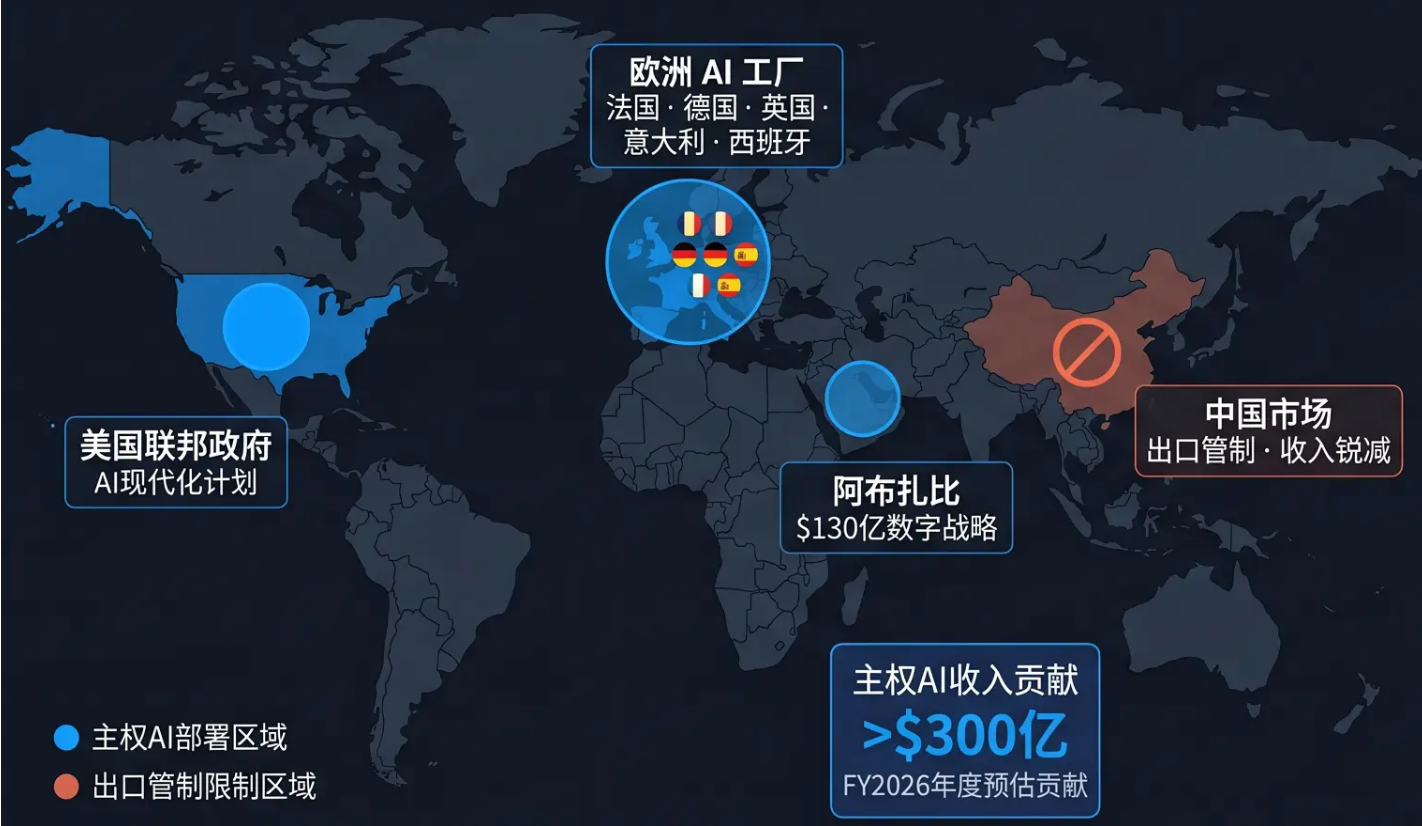 欧洲 AI 工厂
法国 · 德国 · 英国 ·
意大利 · 西班牙
美国联邦政府
AI现代化计划
中国市场
出口管制 · 收入锐减
阿布扎比
$130亿数字战略
主权AI收入贡献
>$300亿
FY2026年度预估贡献
主权AI部署区域
出口管制限制区域